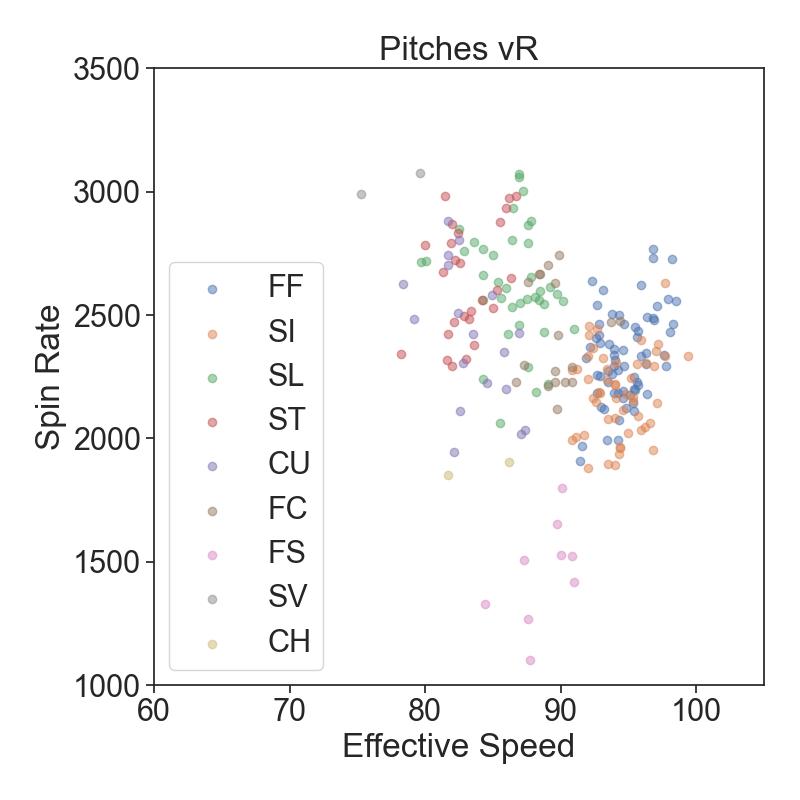 Pitches vR
3500
3000
2500
2000
1500
1000
Spin Rate
FF
SI
SL
ST
CU
FC
FS
SV
CH
60 70 80 90 100
Effective Speed